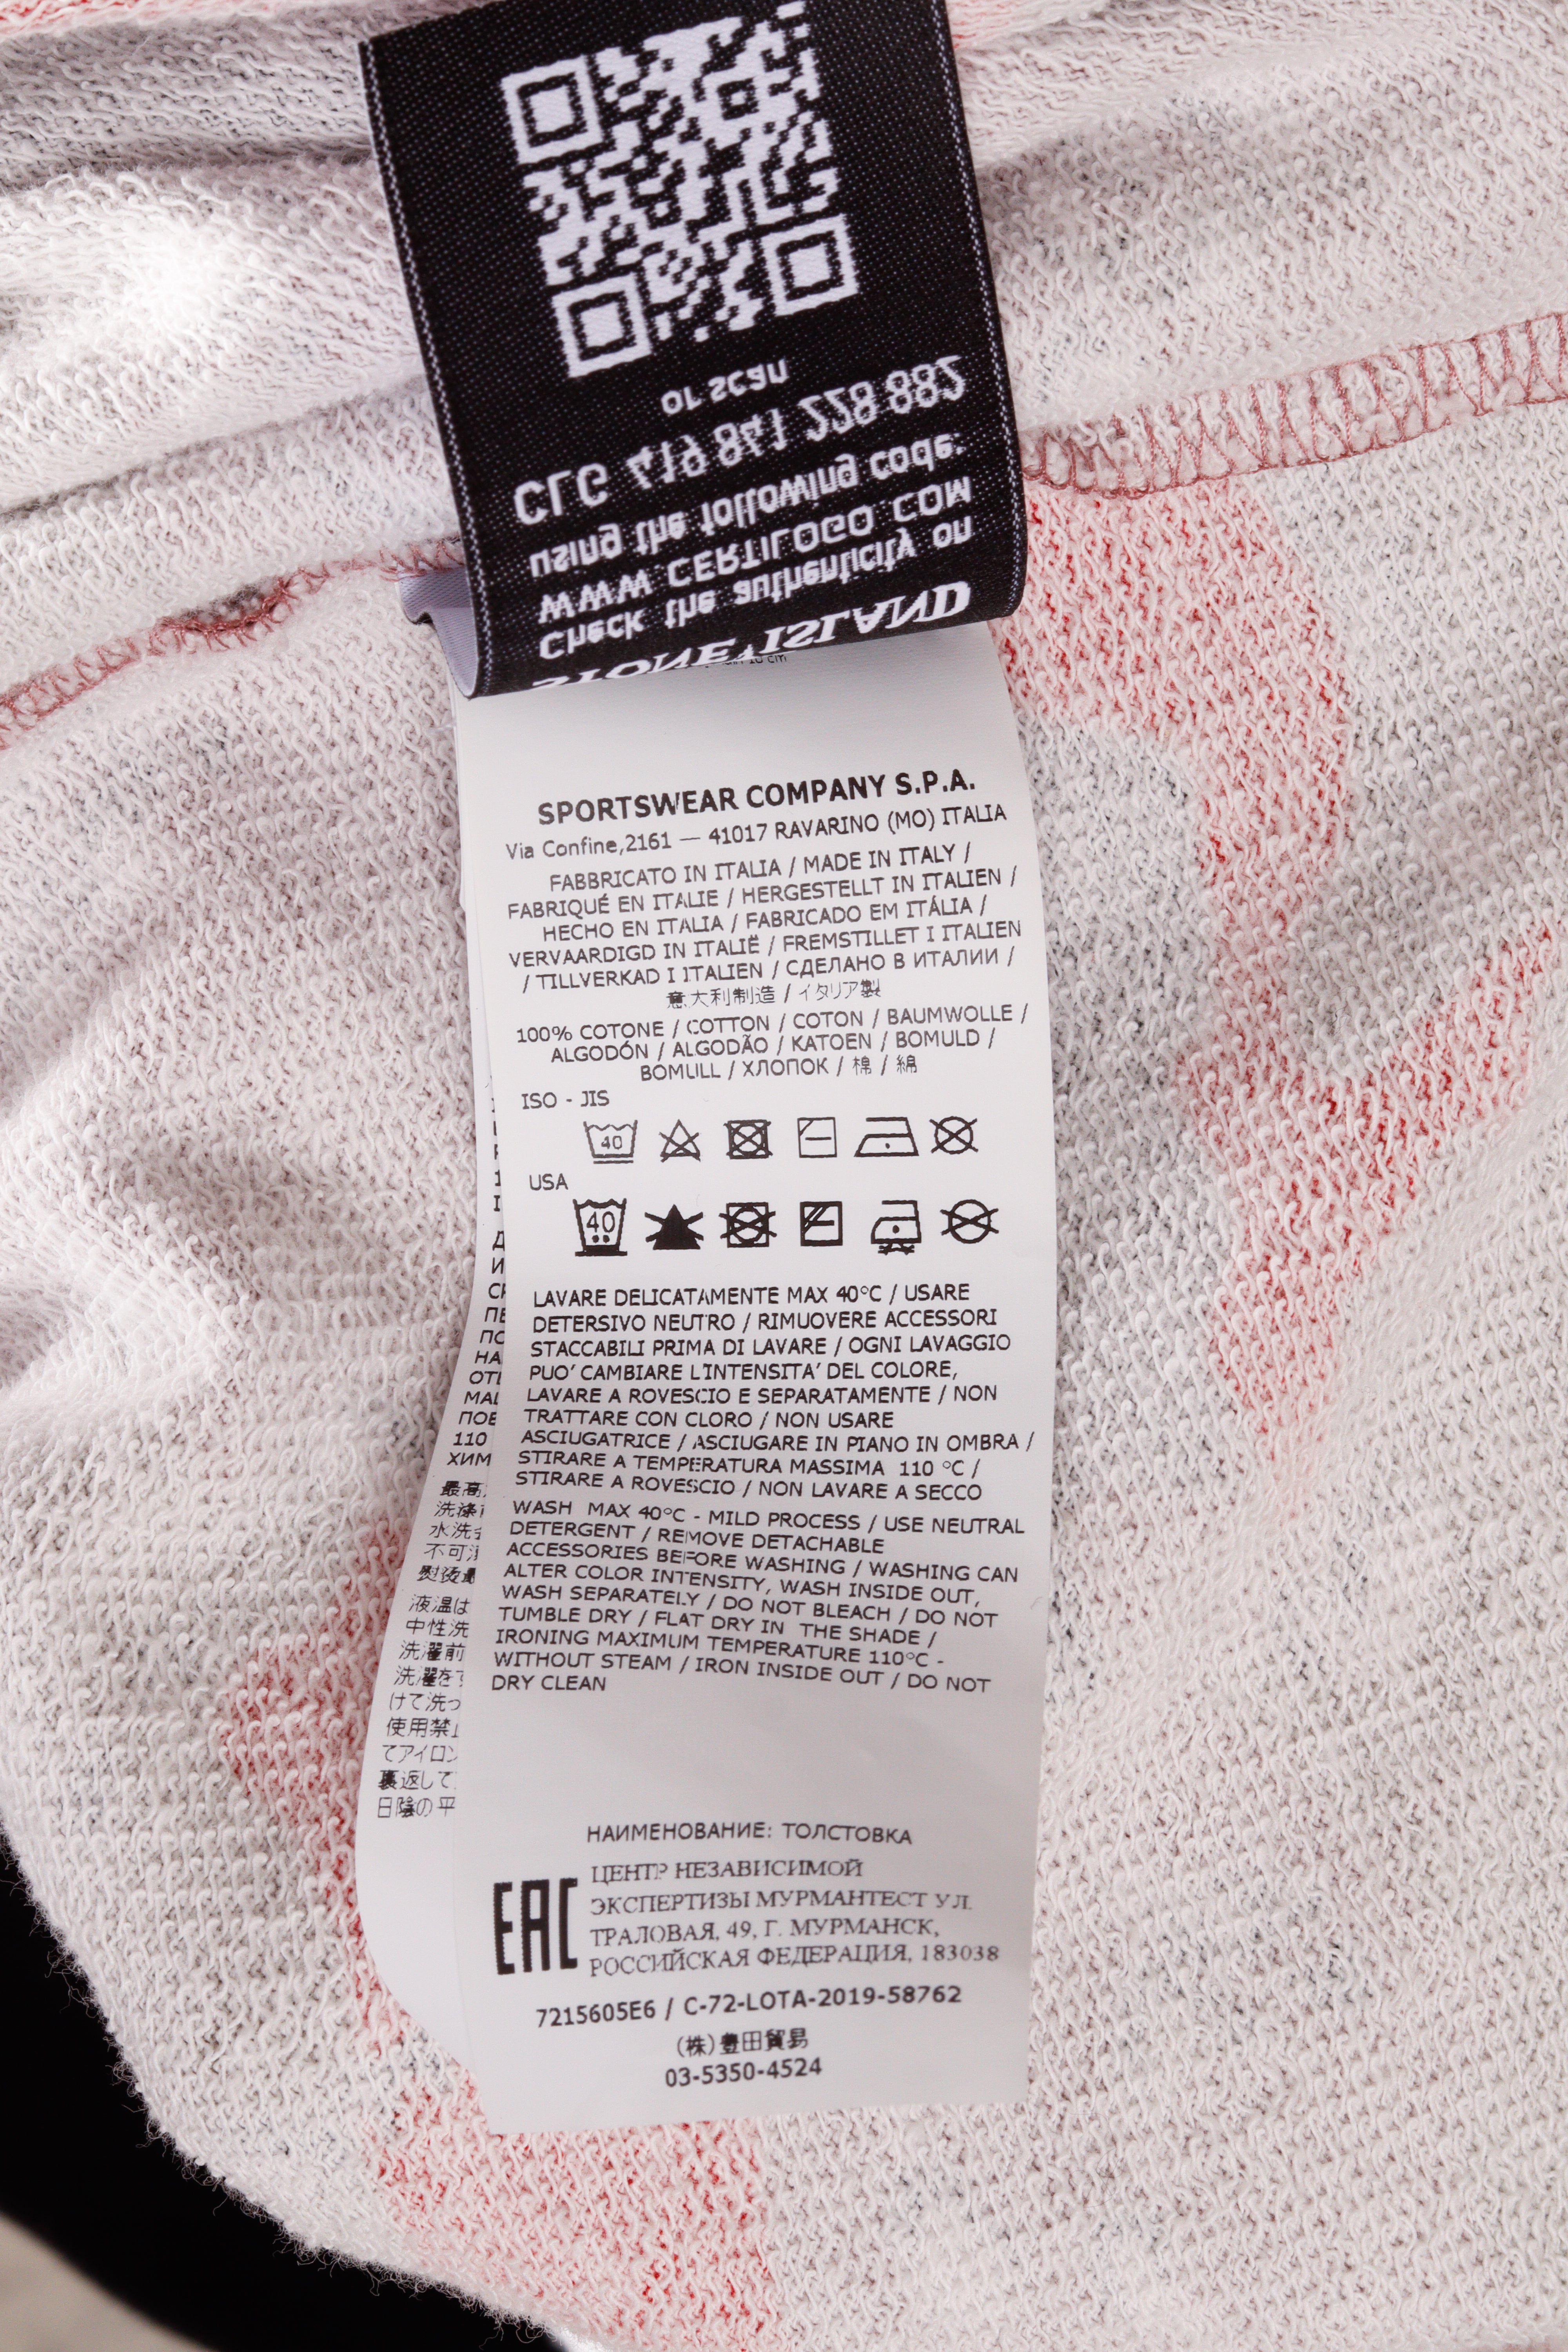 STONE ISLAND
Check the authenticity on
WWW.CERTILOGO.COM
using the following code:
CLG 419 841 228 882
or scan
SPORTSWEAR COMPANY S.P.A.
Via Confine,2161 — 41017 RAVARINO (MO) ITALIA
FABBRICATO IN ITALIA / MADE IN ITALY /
FABRIQUÉ EN ITALIE / HERGESTELLT IN ITALIEN /
HECHO EN ITALIA / FABRICADO EM ITÁLIA /
VERVAARDIGD IN ITALIË / FREMSTILLET I ITALIEN
/ TILLVERKAD I ITALIEN / СДЕЛАНО В ИТАЛИИ /
意大利制造 / イタリア製
100% COTONE / COTTON / COTON / BAUMWOLLE /
ALGODÓN / ALGODÃO / KATOEN / BOMULD /
BOMULL / ХЛОПОК / 棉 / 綿
ISO - JIS
40
USA
40
LAVARE DELICATAMENTE MAX 40°C / USARE
DETERSIVO NEUTRO / RIMUOVERE ACCESSORI
STACCABILI PRIMA DI LAVARE / OGNI LAVAGGIO
PUO' CAMBIARE L'INTENSITA' DEL COLORE,
LAVARE A ROVESCIO E SEPARATAMENTE / NON
TRATTARE CON CLORO / NON USARE
ASCIUGATRICE / ASCIUGARE IN PIANO IN OMBRA /
STIRARE A TEMPERATURA MASSIMA 110 °C /
STIRARE A ROVESCIO / NON LAVARE A SECCO
WASH MAX 40°C - MILD PROCESS / USE NEUTRAL
DETERGENT / REMOVE DETACHABLE
ACCESSORIES BEFORE WASHING / WASHING CAN
ALTER COLOR INTENSITY, WASH INSIDE OUT,
WASH SEPARATELY / DO NOT BLEACH / DO NOT
TUMBLE DRY / FLAT DRY IN THE SHADE /
IRONING MAXIMUM TEMPERATURE 110°C -
WITHOUT STEAM / IRON INSIDE OUT / DO NOT
DRY CLEAN
НАИМЕНОВАНИЕ: ТОЛСТОВКА
EAC
ЦЕНТР НЕЗАВИСИМОЙ
ЭКСПЕРТИЗЫ МУРМАНТЕСТ УЛ.
ТРАЛОВАЯ, 49, Г. МУРМАНСК,
РОССИЙСКАЯ ФЕДЕРАЦИЯ, 183038
7215605E6 / C-72-LOTA-2019-58762
(株)豊田貿易
03-5350-4524